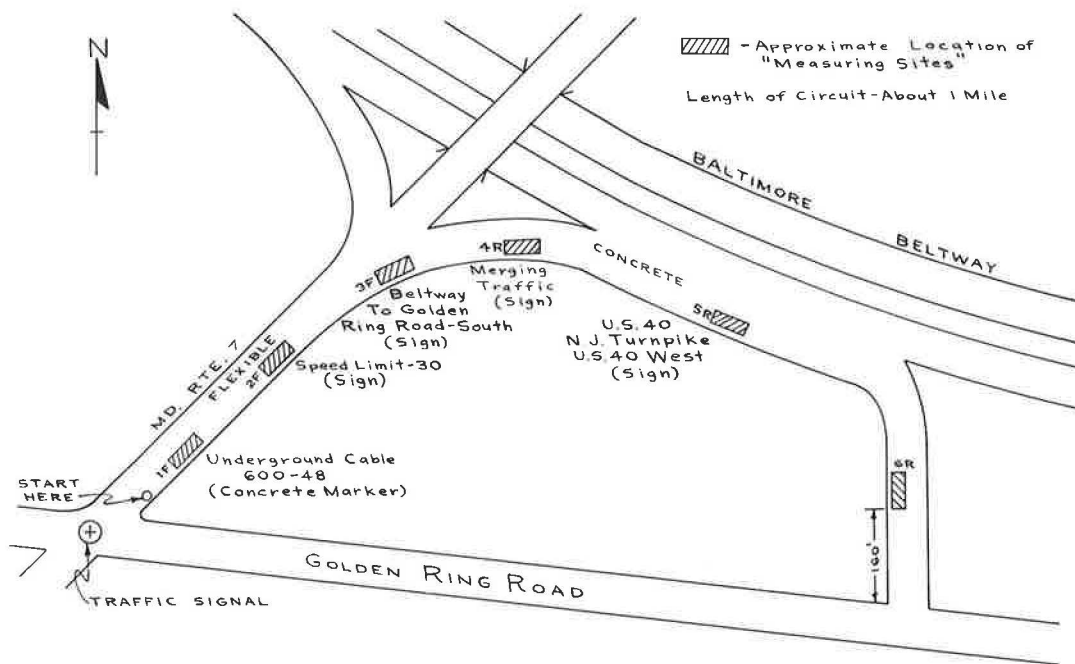 N
- Approximate Location of
"Measuring Sites"
Length of Circuit-About 1 Mile
BALTIMORE
BELTWAY
CONCRETE
4R
Merging
Traffic
(Sign)
3F
Beltway
To Golden
Ring Road-South
(Sign)
5R
U.S.40
N J. Turnpike
U.S.40 West
(Sign)
MD. RTE. 7
FLEXIBLE
2F
Speed Limit-30
(Sign)
1F
Underground Cable
600-48
(Concrete Marker)
START
HERE
6R
160'
GOLDEN RING ROAD
TRAFFIC SIGNAL